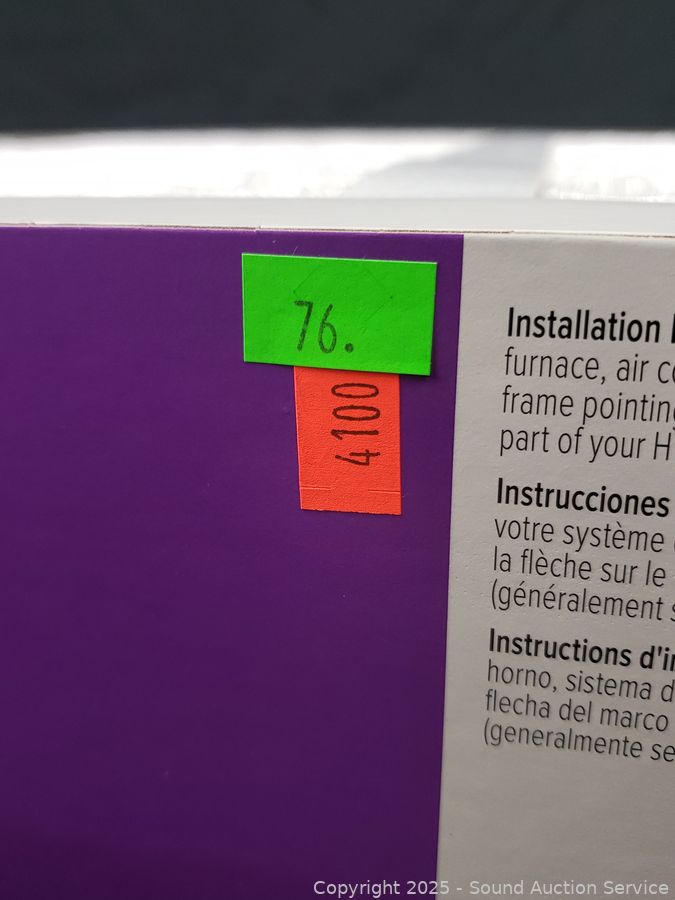 76.
4100
Installation
furnace, air
frame pointing
part of your
Instrucciones
votre système
la flèche sur le
(généralement
Instructions
horno, sistema
flecha del marco
(generalmente
Copyright 2025 - Sound Auction Service